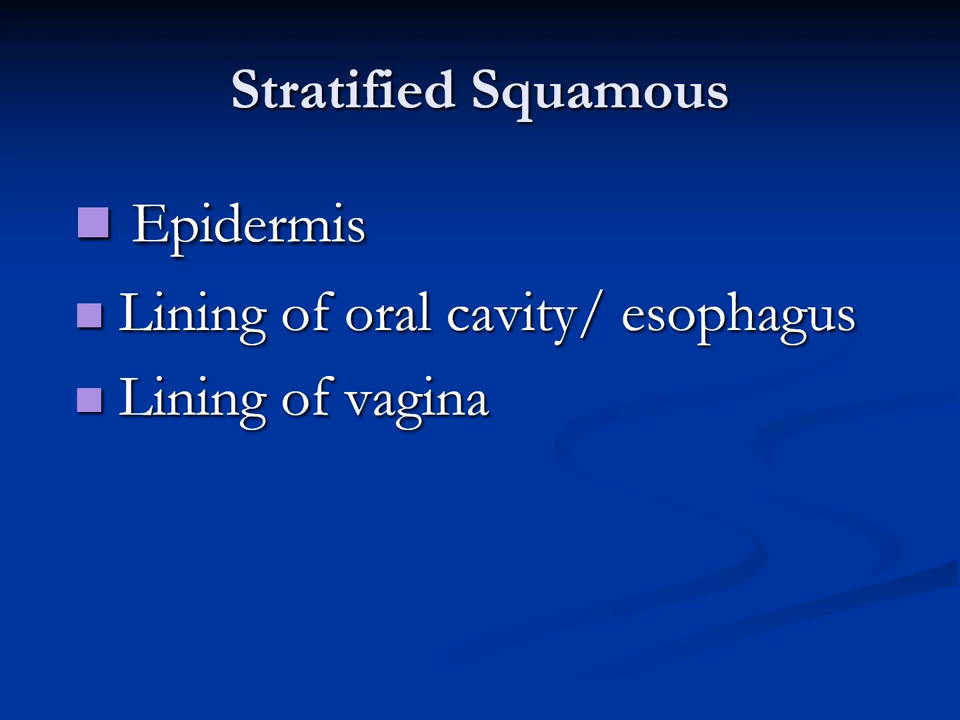 Stratified Squamous
Epidermis
Lining of oral cavity/ esophagus
Lining of vagina